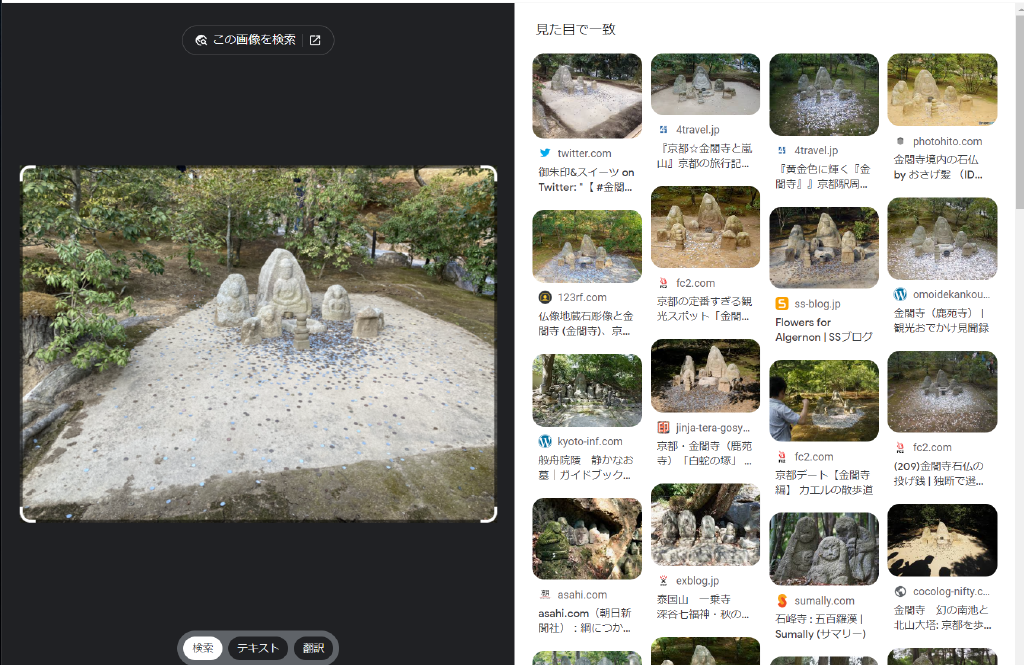 この画像を検索
検索
テキスト
翻訳
見た目で一致
twitter.com
御朱印&スイーツ on
Twitter: "【 #金閣...
123rf.com
仏像地蔵石彫像と金
閣寺 (金閣寺)、京...
kyoto-inf.com
般舟院陵 静かなお
墓｜ガイドブック...
asahi.com
asahi.com（朝日新
聞社）：綱につか...
4travel.jp
『京都☆金閣寺と嵐
山』京都の旅行記...
fc2.com
京都の定番すぎる観
光スポット「金閣...
jinja-tera-gosy...
京都・金閣寺（鹿苑
寺）「白蛇の塚」 ...
exblog.jp
泰国山 一乗寺
深谷七福神・秋の...
4travel.jp
『黄金色に輝く『金
閣寺』』京都駅周...
ss-blog.jp
Flowers for
Algernon | SSブログ
fc2.com
京都デート【金閣寺
編】 カエルの散歩道
sumally.com
石峰寺 : 五百羅漢 |
Sumally (サマリー)
photohito.com
金閣寺境内の石仏
by おさげ髪 （ID...
omoidekankou...
金閣寺（鹿苑寺） |
観光おでかけ見聞録
fc2.com
(209)金閣寺石仏の
投げ銭 | 独断で選...
cocolog-nifty.c...
金閣寺 幻の南池と
北山大塔: 京都を歩...